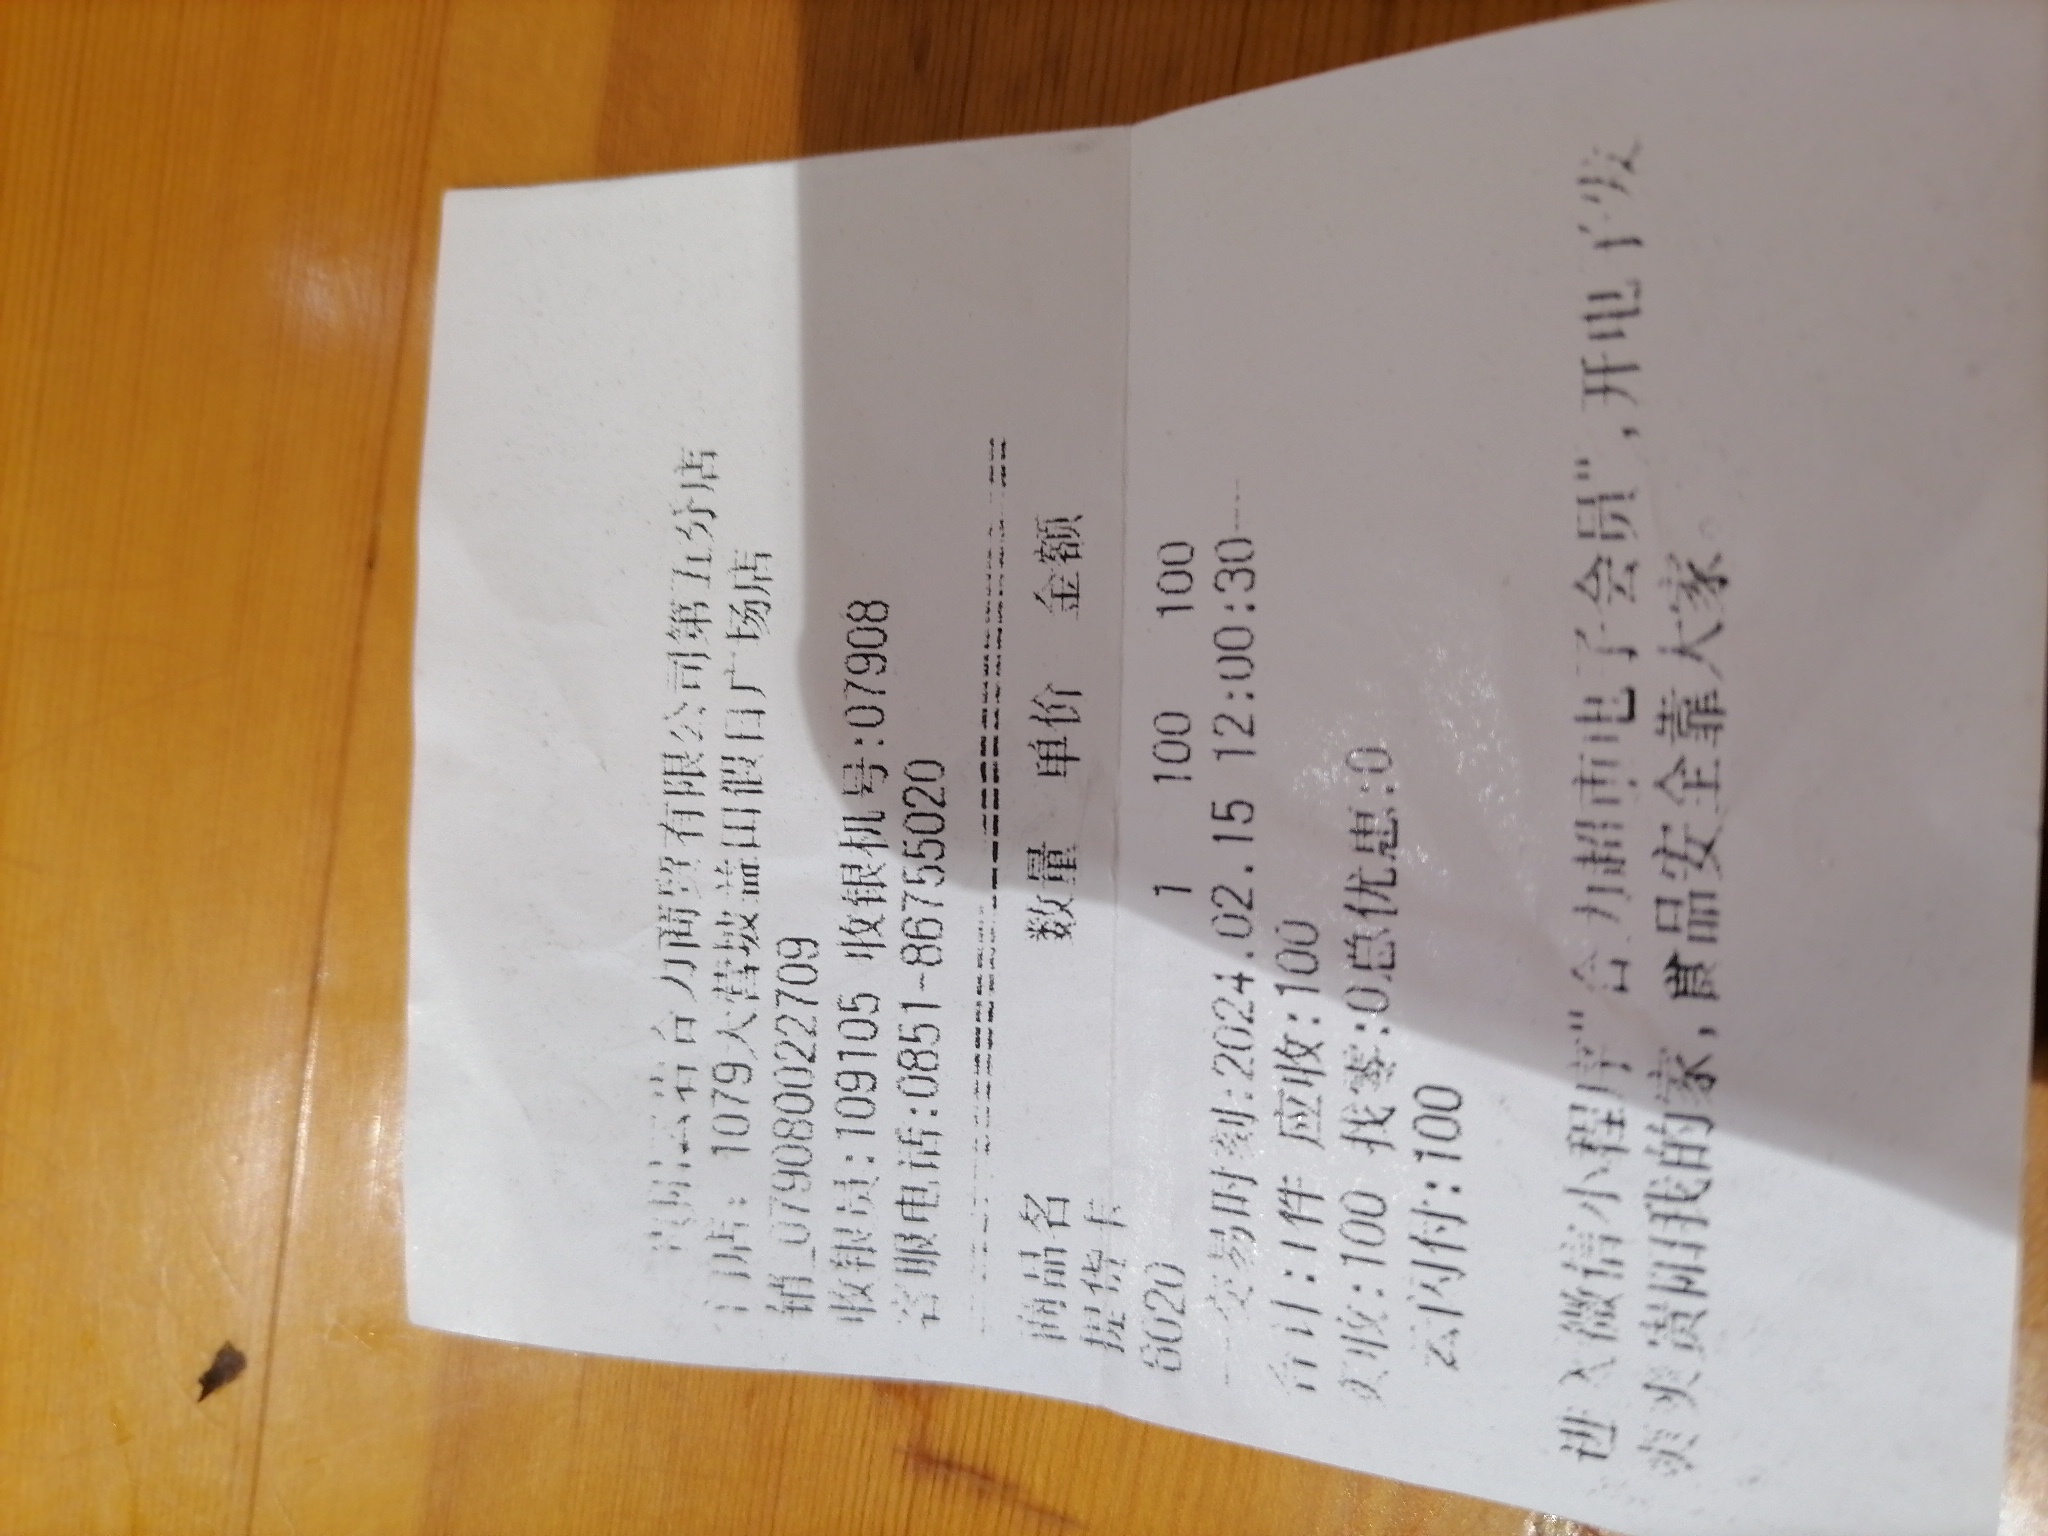 贵阳云岩合力商贸有限公司第五分店
门店：1079大营坡益田假日广场店
销_079080022709
收银员:109105 收银机号:07908
客服电话:0851-86755020
商品名 数量 单价 金额
提货卡
6020 1 100 100
---交易时刻:2024.02.15 12:00:30---
合计:1件 应收:100
实收:100 找零:0总优惠:0
云闪付:100
进入微信小程序"合力超市电子会员",开电子发
爽爽贵阳我的家,食品安全靠大家。